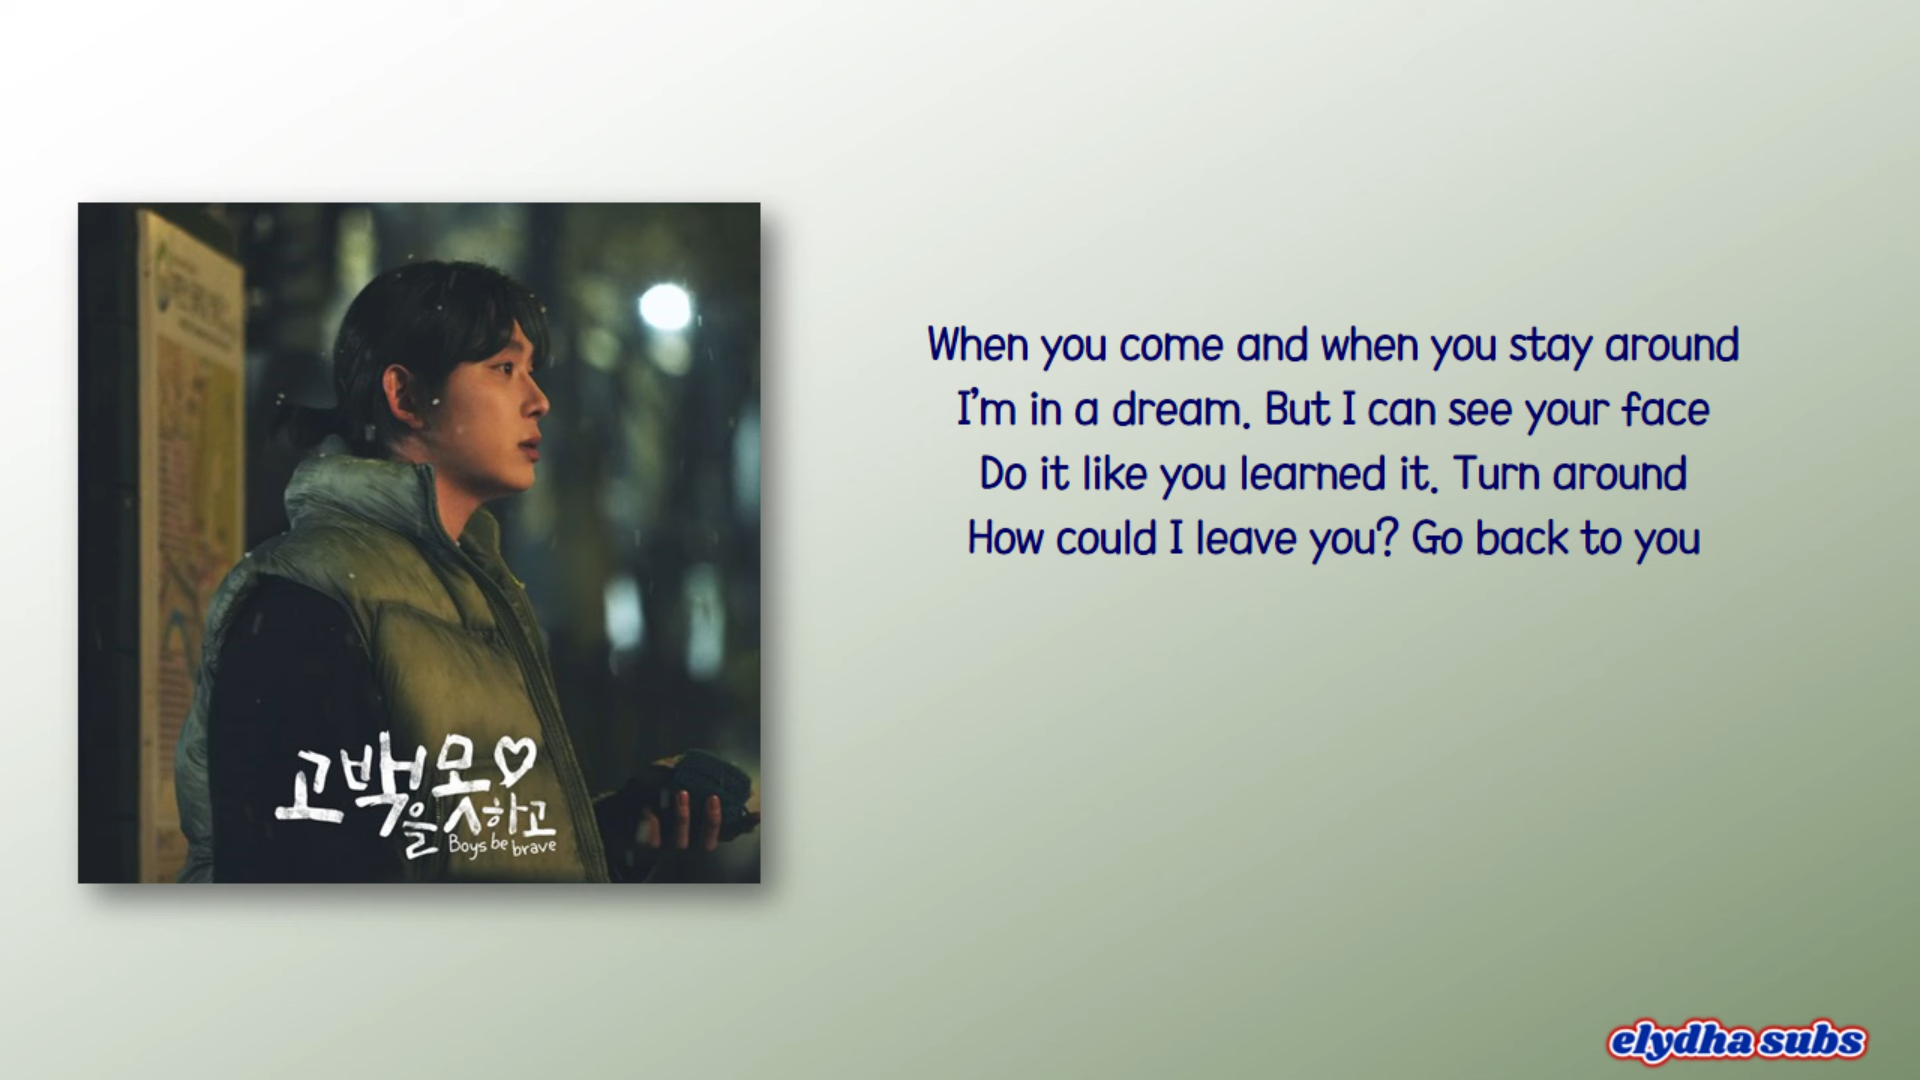 고백을 못하고
Boys be brave
When you come and when you stay around
I'm in a dream. But I can see your face
Do it like you learned it. Turn around
How could I leave you? Go back to you
elydha subs